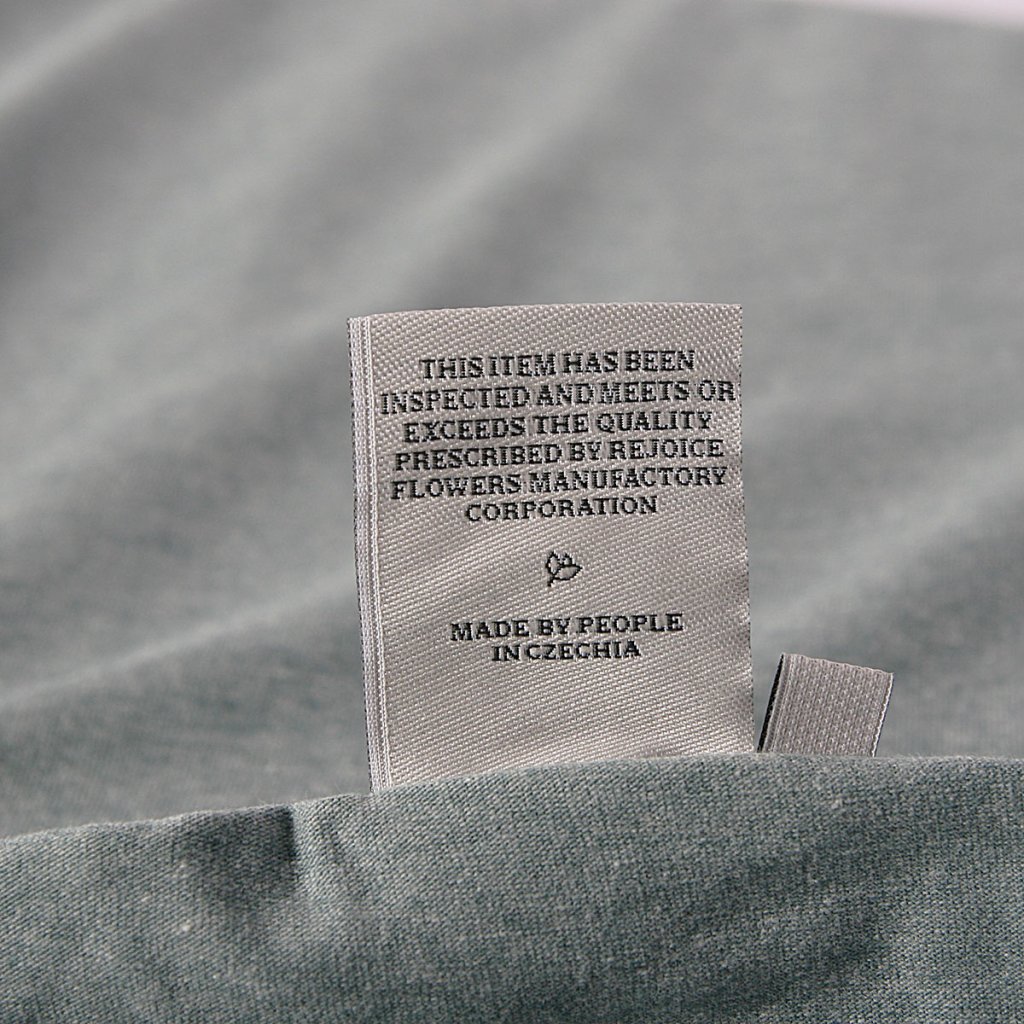 THIS ITEM HAS BEEN
INSPECTED AND MEETS OR
EXCEEDS THE QUALITY
PRESCRIBED BY REJOICE
FLOWERS MANUFACTORY
CORPORATION
MADE BY PEOPLE
IN CZECHIA